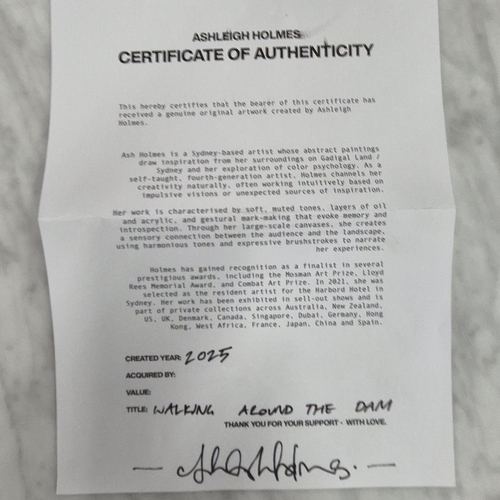 ASHLEIGH HOLMES
CERTIFICATE OF AUTHENTICITY
This hereby certifies that the bearer of this certificate has
received a genuine original artwork created by Ashleigh
Holmes.
Ash Holmes is a Sydney-based artist whose abstract paintings
draw inspiration from her surroundings on Gadigal Land /
Sydney and her exploration of color psychology. As a
self-taught, fourth-generation artist, Holmes channels her
creativity naturally, often working intuitively based on
impulsive visions or unexpected sources of inspiration.
Her work is characterised by soft, muted tones, layers of oil
and acrylic, and gestural mark-making that evoke memory and
introspection. Through her large-scale canvases, she creates
a sensory connection between the audience and the landscape,
using harmonious tones and expressive brushstrokes to narrate
her experiences.
Holmes has gained recognition as a finalist in several
prestigious awards, including the Mosman Art Prize, Lloyd
Rees Memorial Award, and Combat Art Prize. In 2021, she was
selected as the resident artist for the Harbord Hotel in
Sydney. Her work has been exhibited in sell-out shows and is
part of private collections across Australia, New Zealand,
US, UK, Denmark, Canada, Singapore, Dubai, Germany, Hong
Kong, West Africa, France, Japan, China and Spain.
CREATED YEAR: 2025
ACQUIRED BY:
VALUE:
TITLE: WALKING AROUND THE DAM
THANK YOU FOR YOUR SUPPORT - WITH LOVE.
— AshHolmes. —